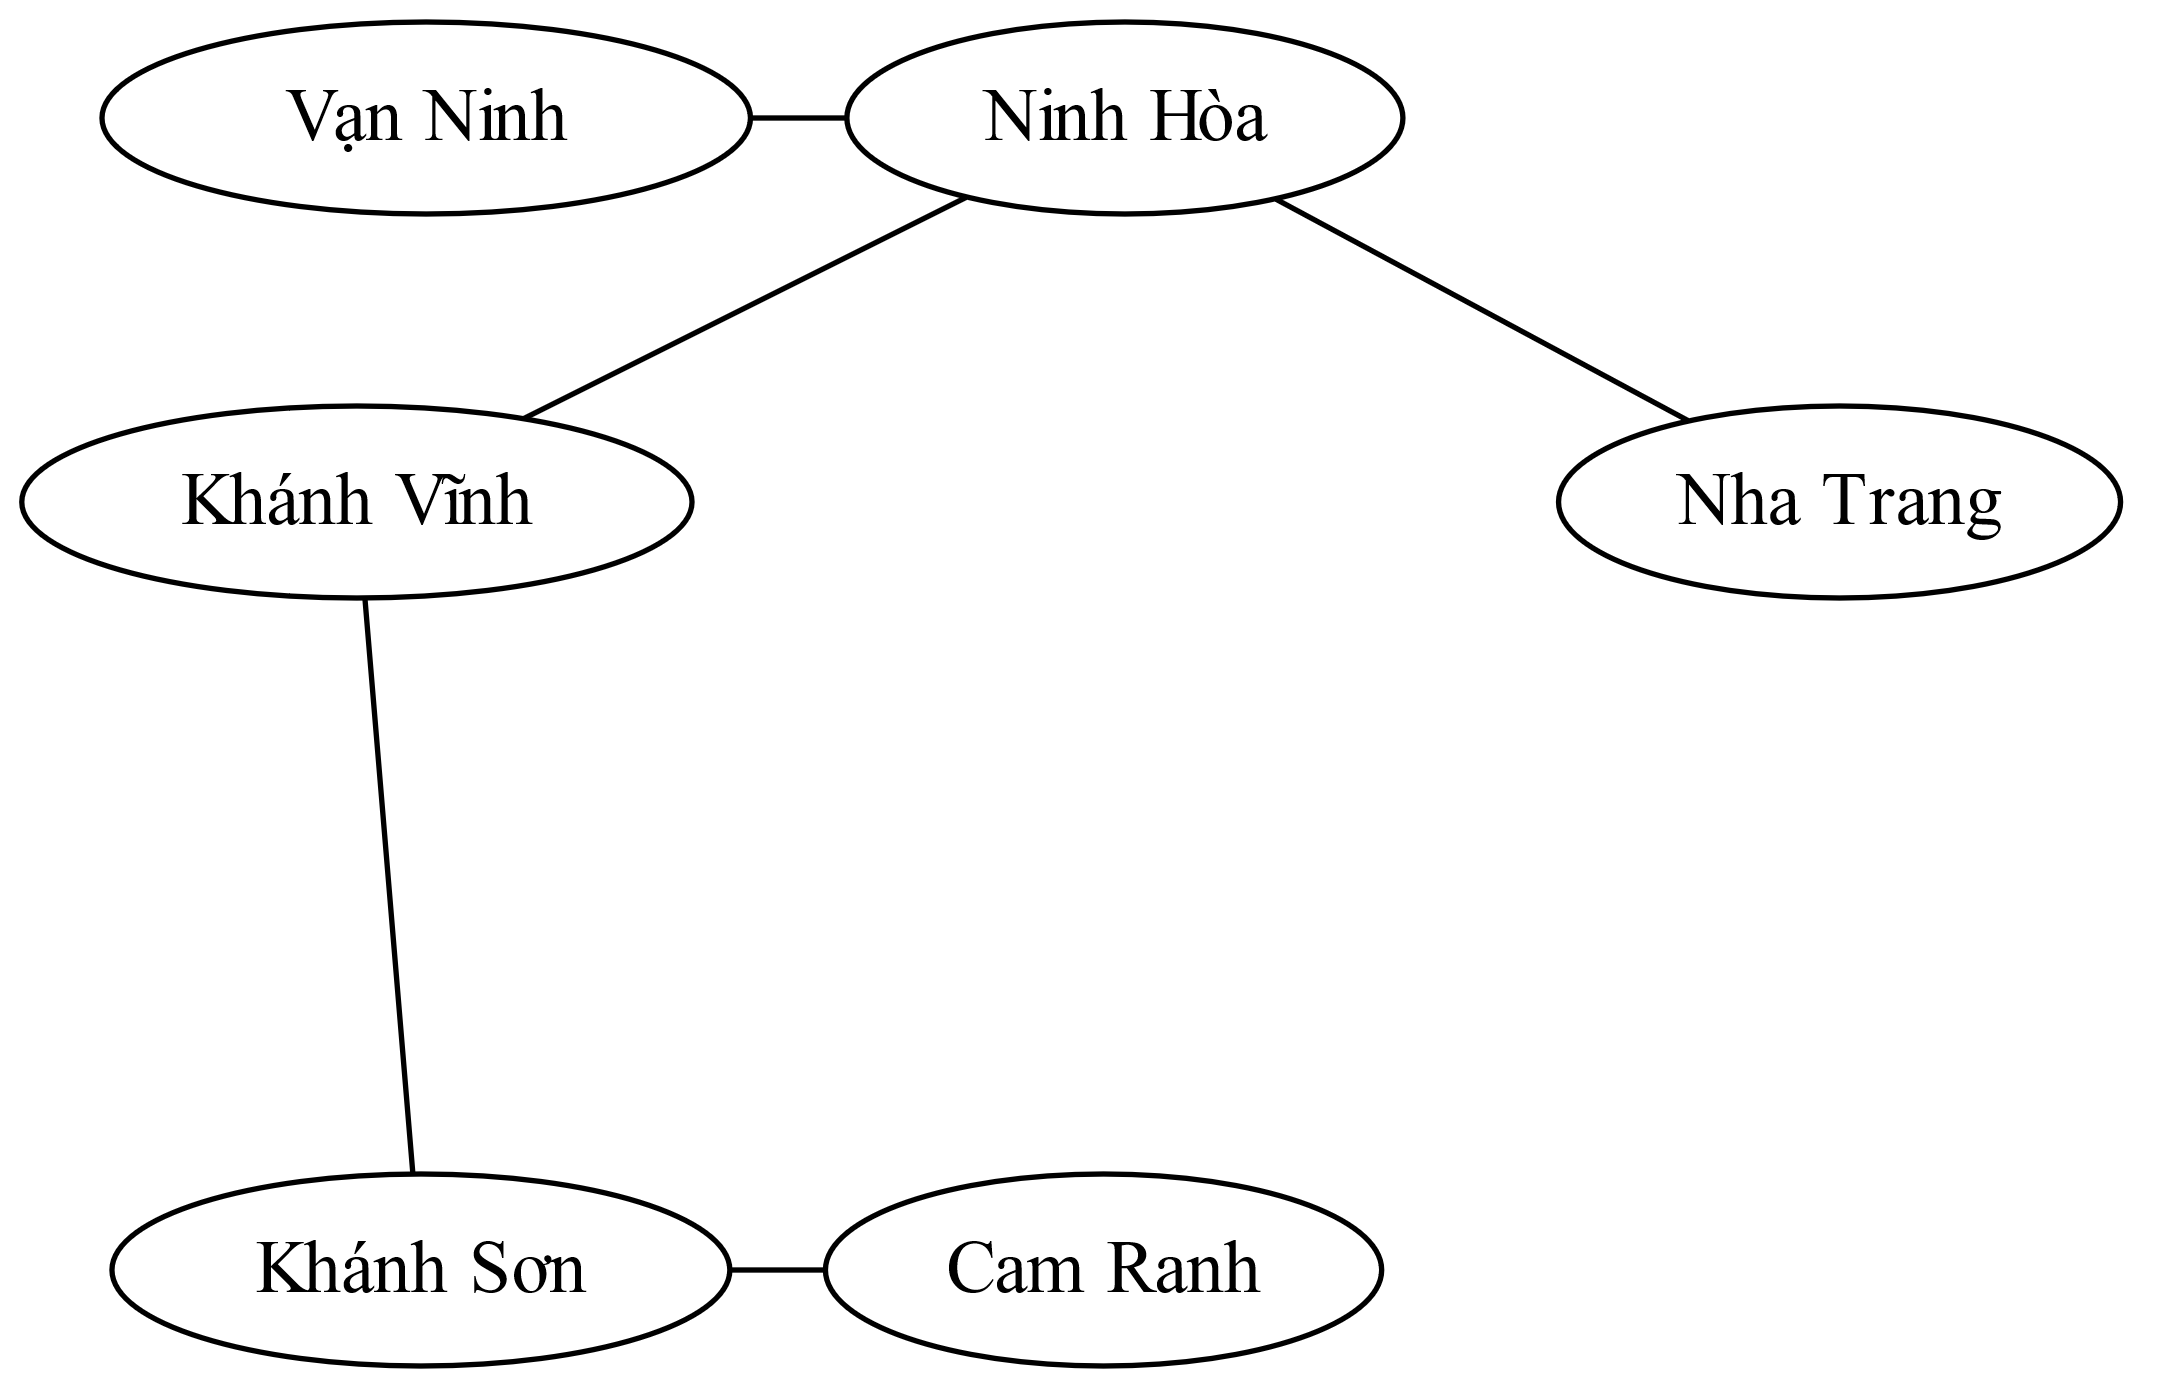 Vạn Ninh
Ninh Hòa
Khánh Vĩnh
Nha Trang
Khánh Sơn
Cam Ranh